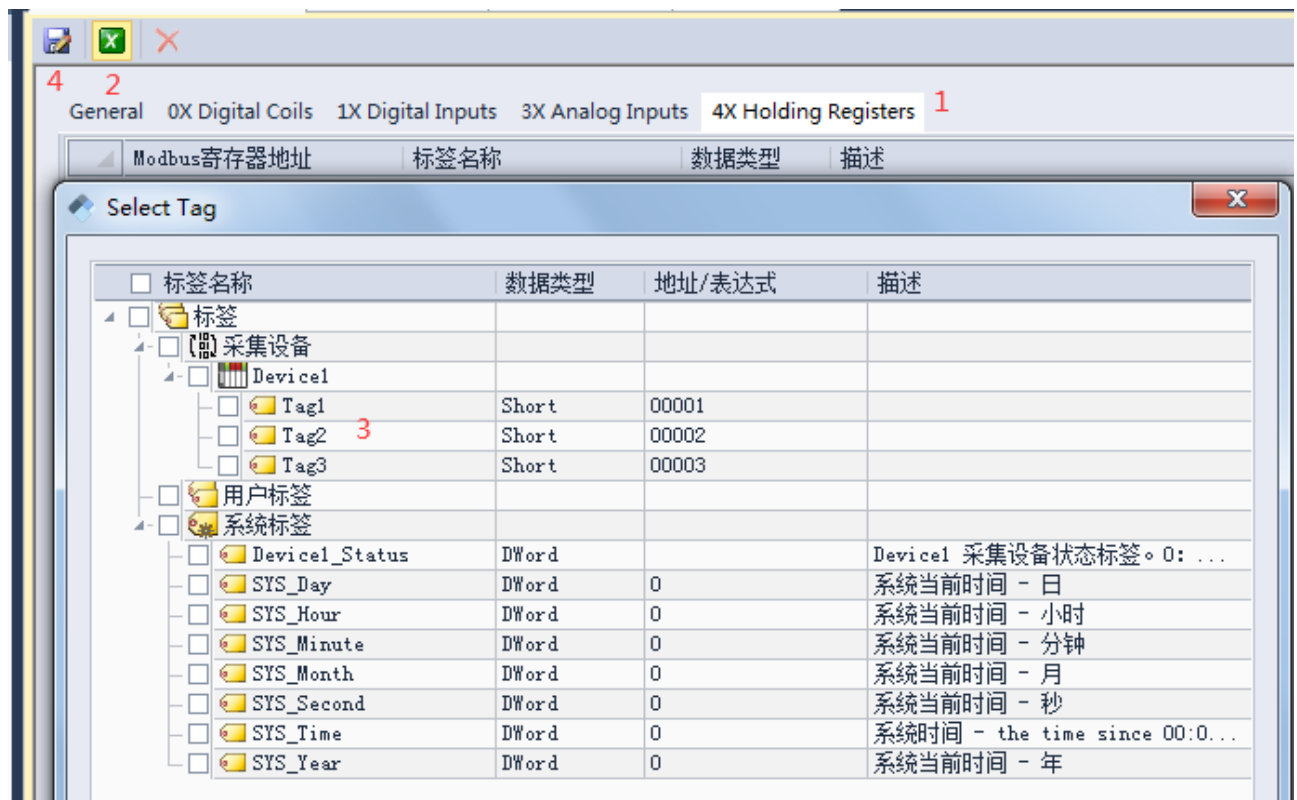 4 2
General 0X Digital Coils 1X Digital Inputs 3X Analog Inputs 4X Holding Registers 1
Modbus寄存器地址 标签名称 数据类型 描述
Select Tag
标签名称 数据类型 地址/表达式 描述
标签
采集设备
Device1
Tag1 Short 00001
Tag2 3 Short 00002
Tag3 Short 00003
用户标签
系统标签
Device1_Status DWord Device1 采集设备状态标签。0: ...
SYS_Day DWord 0 系统当前时间 - 日
SYS_Hour DWord 0 系统当前时间 - 小时
SYS_Minute DWord 0 系统当前时间 - 分钟
SYS_Month DWord 0 系统当前时间 - 月
SYS_Second DWord 0 系统当前时间 - 秒
SYS_Time DWord 0 系统时间 - the time since 00:0...
SYS_Year DWord 0 系统当前时间 - 年